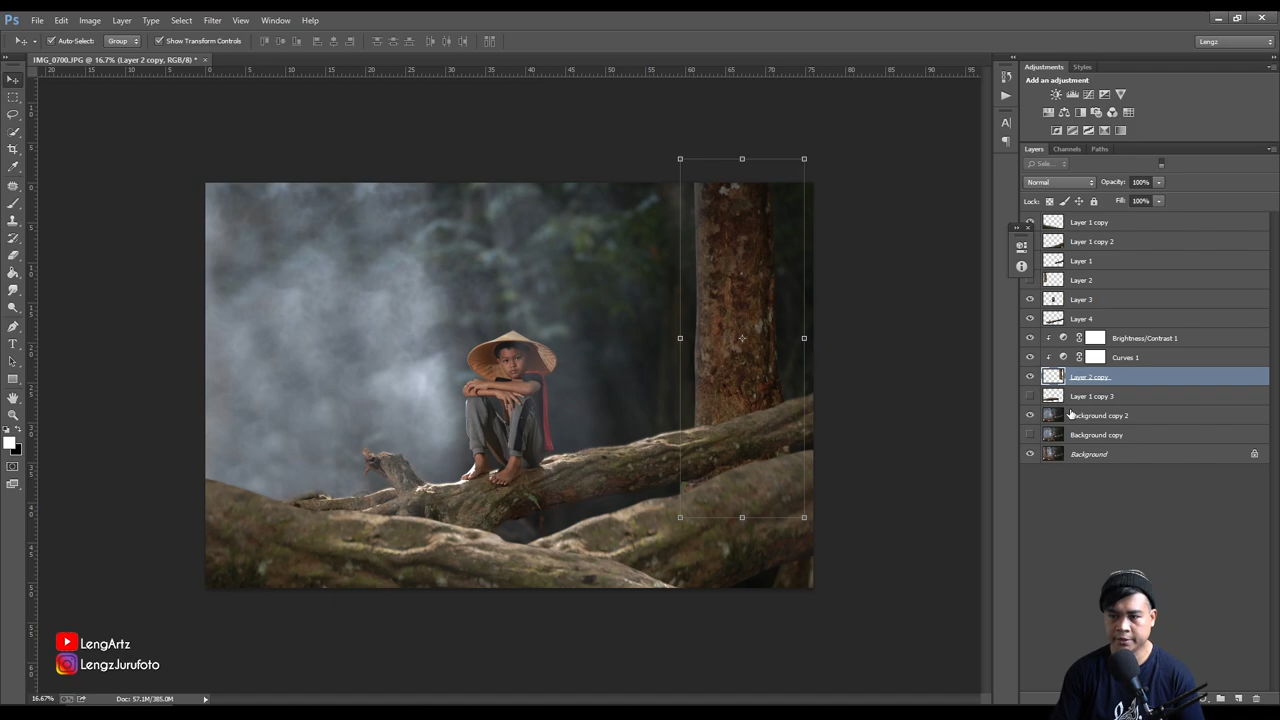 Ps File Edit Image Layer Type Select Filter View Window Help
Auto-Select: Group Show Transform Controls Lengz
IMG_0700.JPG @ 16.7% (Layer 2 copy, RGB/8) * ×
Adjustments Styles
Add an adjustment
Layers Channels Paths
Sele...
Normal Opacity: 100%
Lock: Fill: 100%
Layer 1 copy
Layer 1 copy 2
Layer 1
Layer 2
Layer 3
Layer 4
Brightness/Contrast 1
Curves 1
Layer 2 copy
Layer 1 copy 3
ackground copy 2
Background copy
Background
LengArtz
LengzJurufoto
16.67% Doc: 57.1M/385.0M